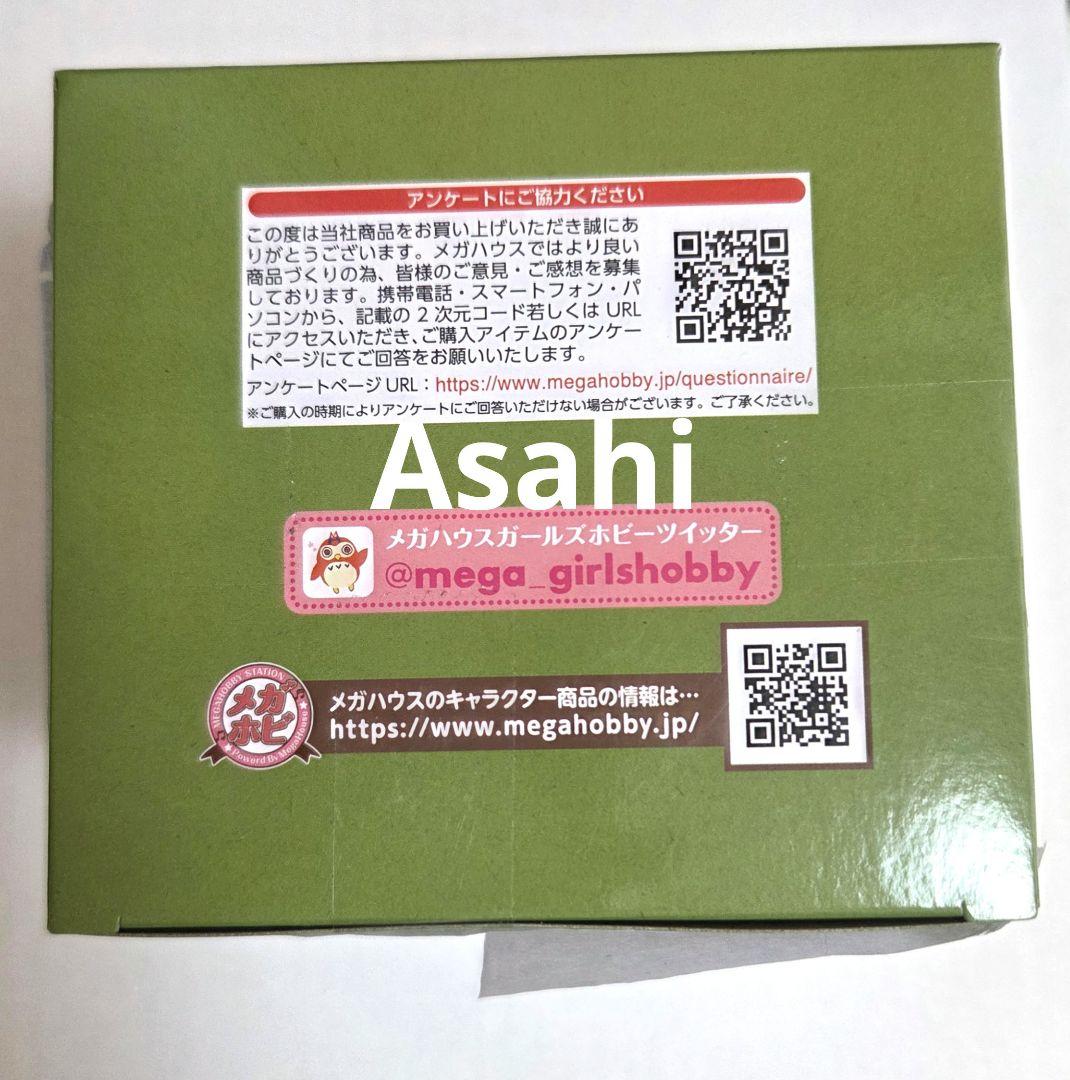 アンケートにご協力ください
この度は当社商品をお買い上げいただき誠にあ
りがとうございます。メガハウスではより良い
商品づくりの為、皆様のご意見・ご感想を募集
しております。携帯電話・スマートフォン・パ
ソコンから、記載の 2 次元コード若しくは URL
にアクセスいただき、ご購入アイテムのアンケー
トページにてご回答をお願いいたします。
アンケートページ URL：https://www.megahobby.jp/questionnaire/
※ご購入の時期によりアンケートにご回答いただけない場合がございます。ご了承ください。
Asahi
メガハウスガールズホビーツイッター
@mega_girlshobby
MEGAHOBBY STATION
メガ
ホビ
Powerd By MegaHouse
メガハウスのキャラクター商品の情報は…
https://www.megahobby.jp/